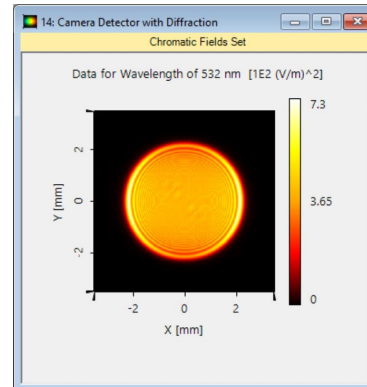 14: Camera Detector with Diffraction
Chromatic Fields Set
Data for Wavelength of 532 nm [1E2 (V/m)^2]
7.3
3.65
0
Y [mm]
2
0
-2
-2 0 2
X [mm]